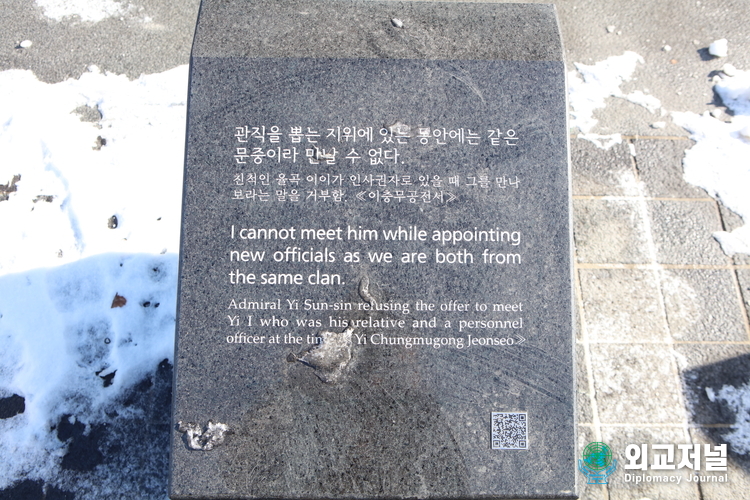 관직을 뽑는 지위에 있는 동안에는 같은
문중이라 만날 수 없다.
친척인 율곡 이이가 인사권자로 있을 때 그를 만나
보라는 말을 거부함. ≪이충무공전서≫
I cannot meet him while appointing
new officials as we are both from
the same clan.
Admiral Yi Sun-sin refusing the offer to meet
Yi I who was his relative and a personnel
officer at the Yi Chungmugong Jeonseo≫
외교저널
Diplomacy Journal